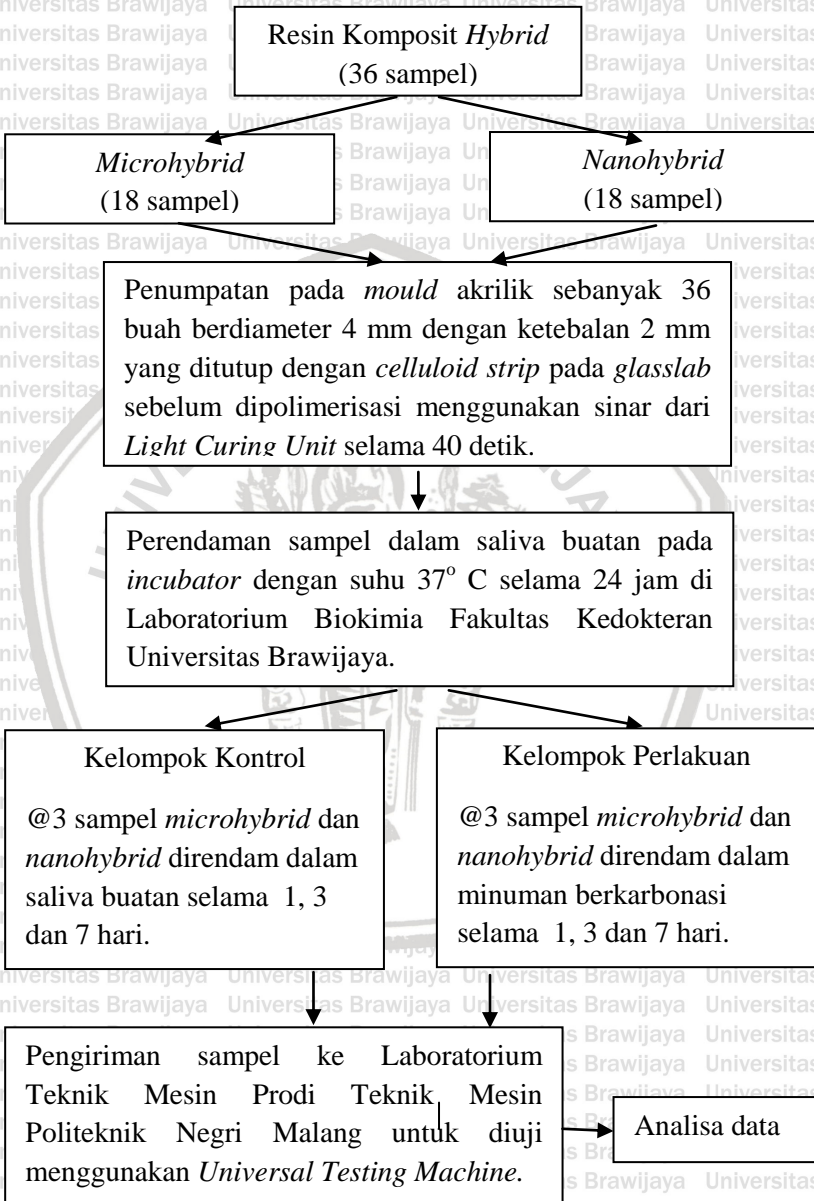 Resin Komposit Hybrid
(36 sampel)
Microhybrid
(18 sampel)
Nanohybrid
(18 sampel)
Penumpatan pada mould akrilik sebanyak 36
buah berdiameter 4 mm dengan ketebalan 2 mm
yang ditutup dengan celluloid strip pada glasslab
sebelum dipolimerisasi menggunakan sinar dari
Light Curing Unit selama 40 detik.
Perendaman sampel dalam saliva buatan pada
incubator dengan suhu 37° C selama 24 jam di
Laboratorium Biokimia Fakultas Kedokteran
Universitas Brawijaya.
Kelompok Kontrol
@3 sampel microhybrid dan
nanohybrid direndam dalam
saliva buatan selama 1, 3
dan 7 hari.
Kelompok Perlakuan
@3 sampel microhybrid dan
nanohybrid direndam dalam
minuman berkarbonasi
selama 1, 3 dan 7 hari.
Pengiriman sampel ke Laboratorium
Teknik Mesin Prodi Teknik Mesin
Politeknik Negri Malang untuk diuji
menggunakan Universal Testing Machine.
Analisa data